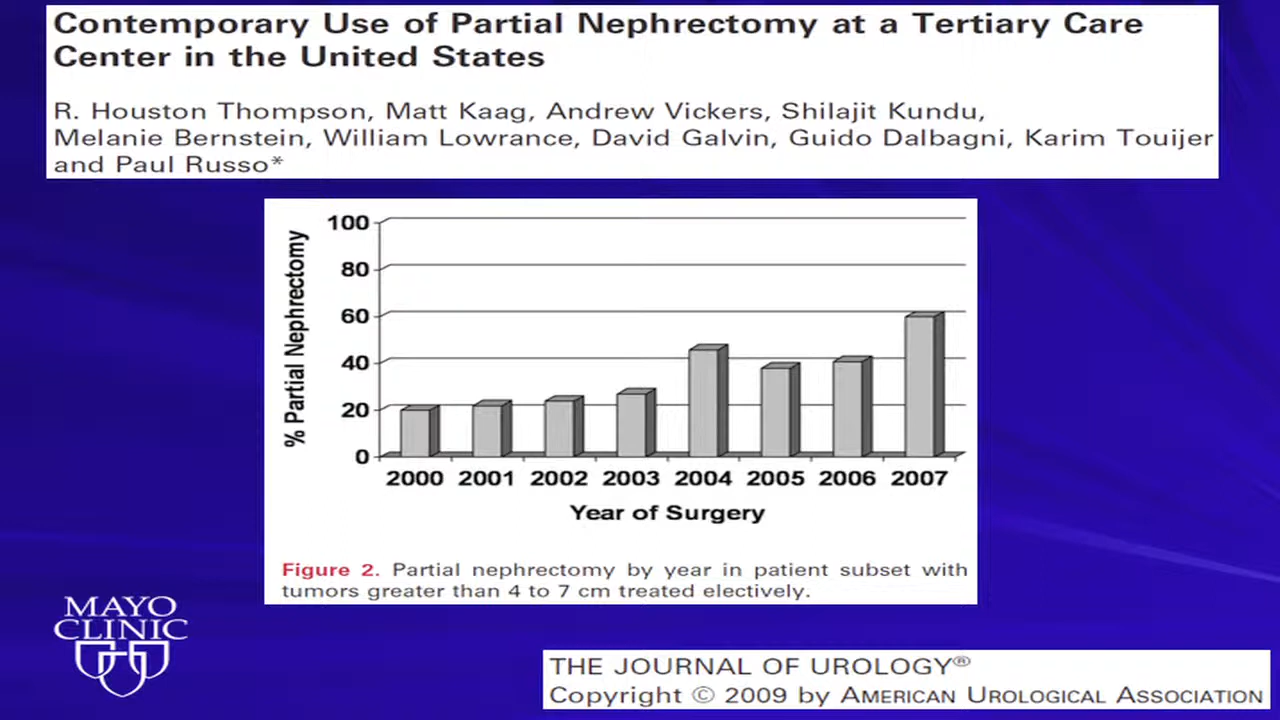 Contemporary Use of Partial Nephrectomy at a Tertiary Care
Center in the United States
R. Houston Thompson, Matt Kaag, Andrew Vickers, Shilajit Kundu,
Melanie Bernstein, William Lowrance, David Galvin, Guido Dalbagni, Karim Touijer
and Paul Russo*
% Partial Nephrectomy
100
80
60
40
20
0
2000 2001 2002 2003 2004 2005 2006 2007
Year of Surgery
Figure 2. Partial nephrectomy by year in patient subset with
tumors greater than 4 to 7 cm treated electively.
MAYO
CLINIC
THE JOURNAL OF UROLOGY®
Copyright © 2009 by AMERICAN UROLOGICAL ASSOCIATION